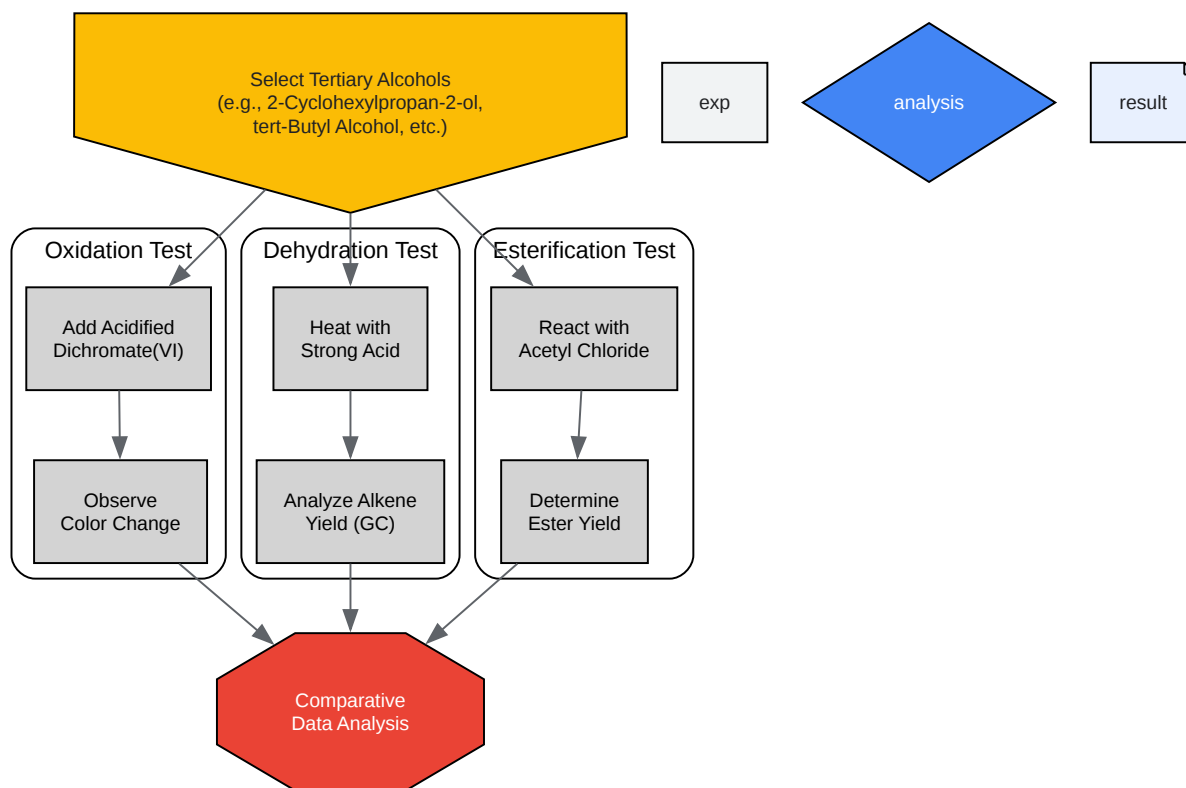 Select Tertiary Alcohols
(e.g., 2-Cyclohexylpropan-2-ol,
tert-Butyl Alcohol, etc.)
exp
analysis
result
Oxidation Test
Dehydration Test
Esterification Test
Add Acidified
Dichromate(VI)
Heat with
Strong Acid
React with
Acetyl Chloride
Observe
Color Change
Analyze Alkene
Yield (GC)
Determine
Ester Yield
Comparative
Data Analysis